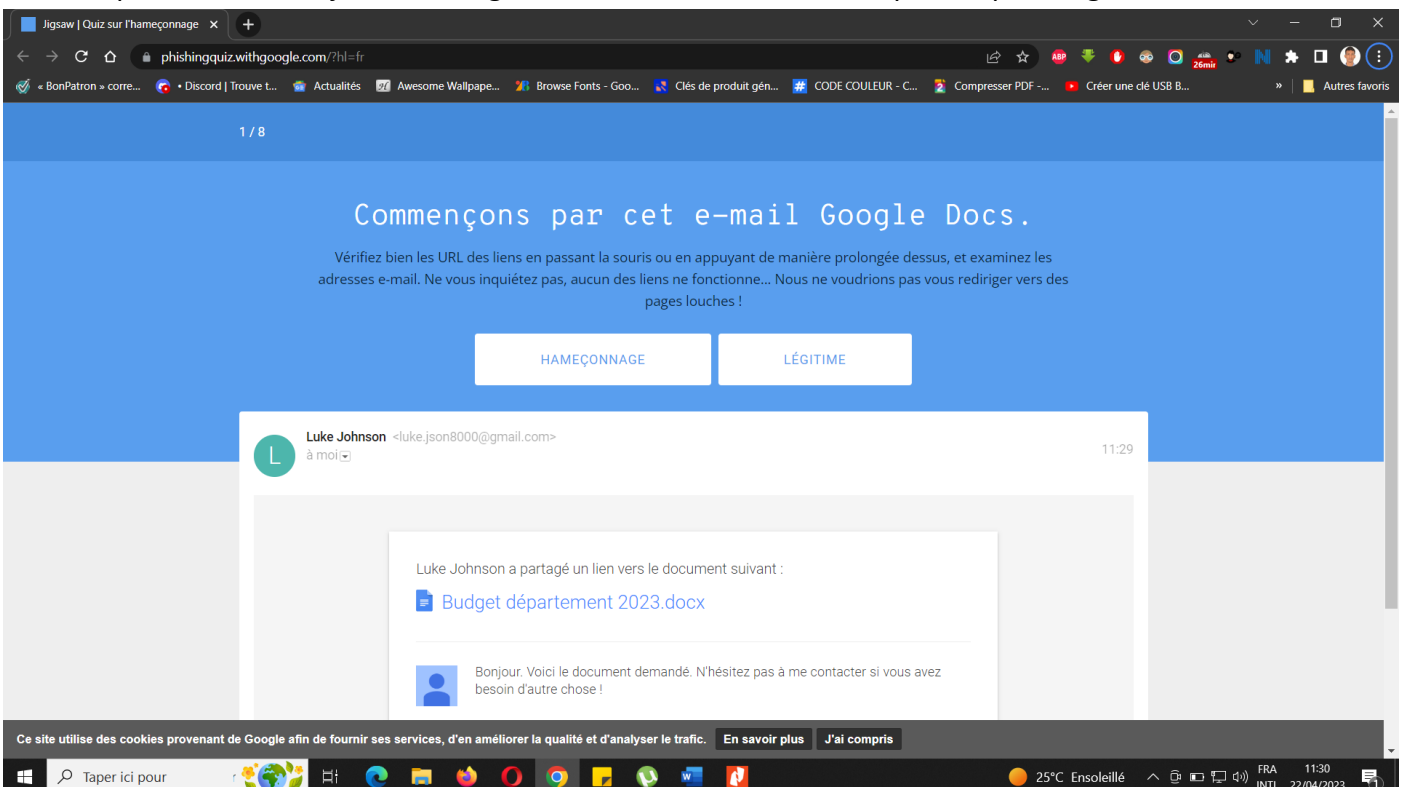 Jigsaw | Quiz sur l'hameçonnage
phishingquiz.withgoogle.com/?hl=fr
ABP
26min
« BonPatron » corre...
• Discord | Trouve t...
Actualités
Awesome Wallpape...
Browse Fonts - Goo...
Clés de produit gén...
CODE COULEUR - C...
Compresser PDF -...
Créer une clé USB B...
»
Autres favoris
1 / 8
Commençons par cet e-mail Google Docs.
Vérifiez bien les URL des liens en passant la souris ou en appuyant de manière prolongée dessus, et examinez les
adresses e-mail. Ne vous inquiétez pas, aucun des liens ne fonctionne... Nous ne voudrions pas vous rediriger vers des
pages louches !
HAMEÇONNAGE
LÉGITIME
L
Luke Johnson <luke.json8000@gmail.com>
à moi
11:29
Luke Johnson a partagé un lien vers le document suivant :
Budget département 2023.docx
Bonjour. Voici le document demandé. N'hésitez pas à me contacter si vous avez
besoin d'autre chose !
Ce site utilise des cookies provenant de Google afin de fournir ses services, d'en améliorer la qualité et d'analyser le trafic. En savoir plus J'ai compris
Taper ici pour
25°C Ensoleillé
FRA
INTL
11:30
22/04/2023